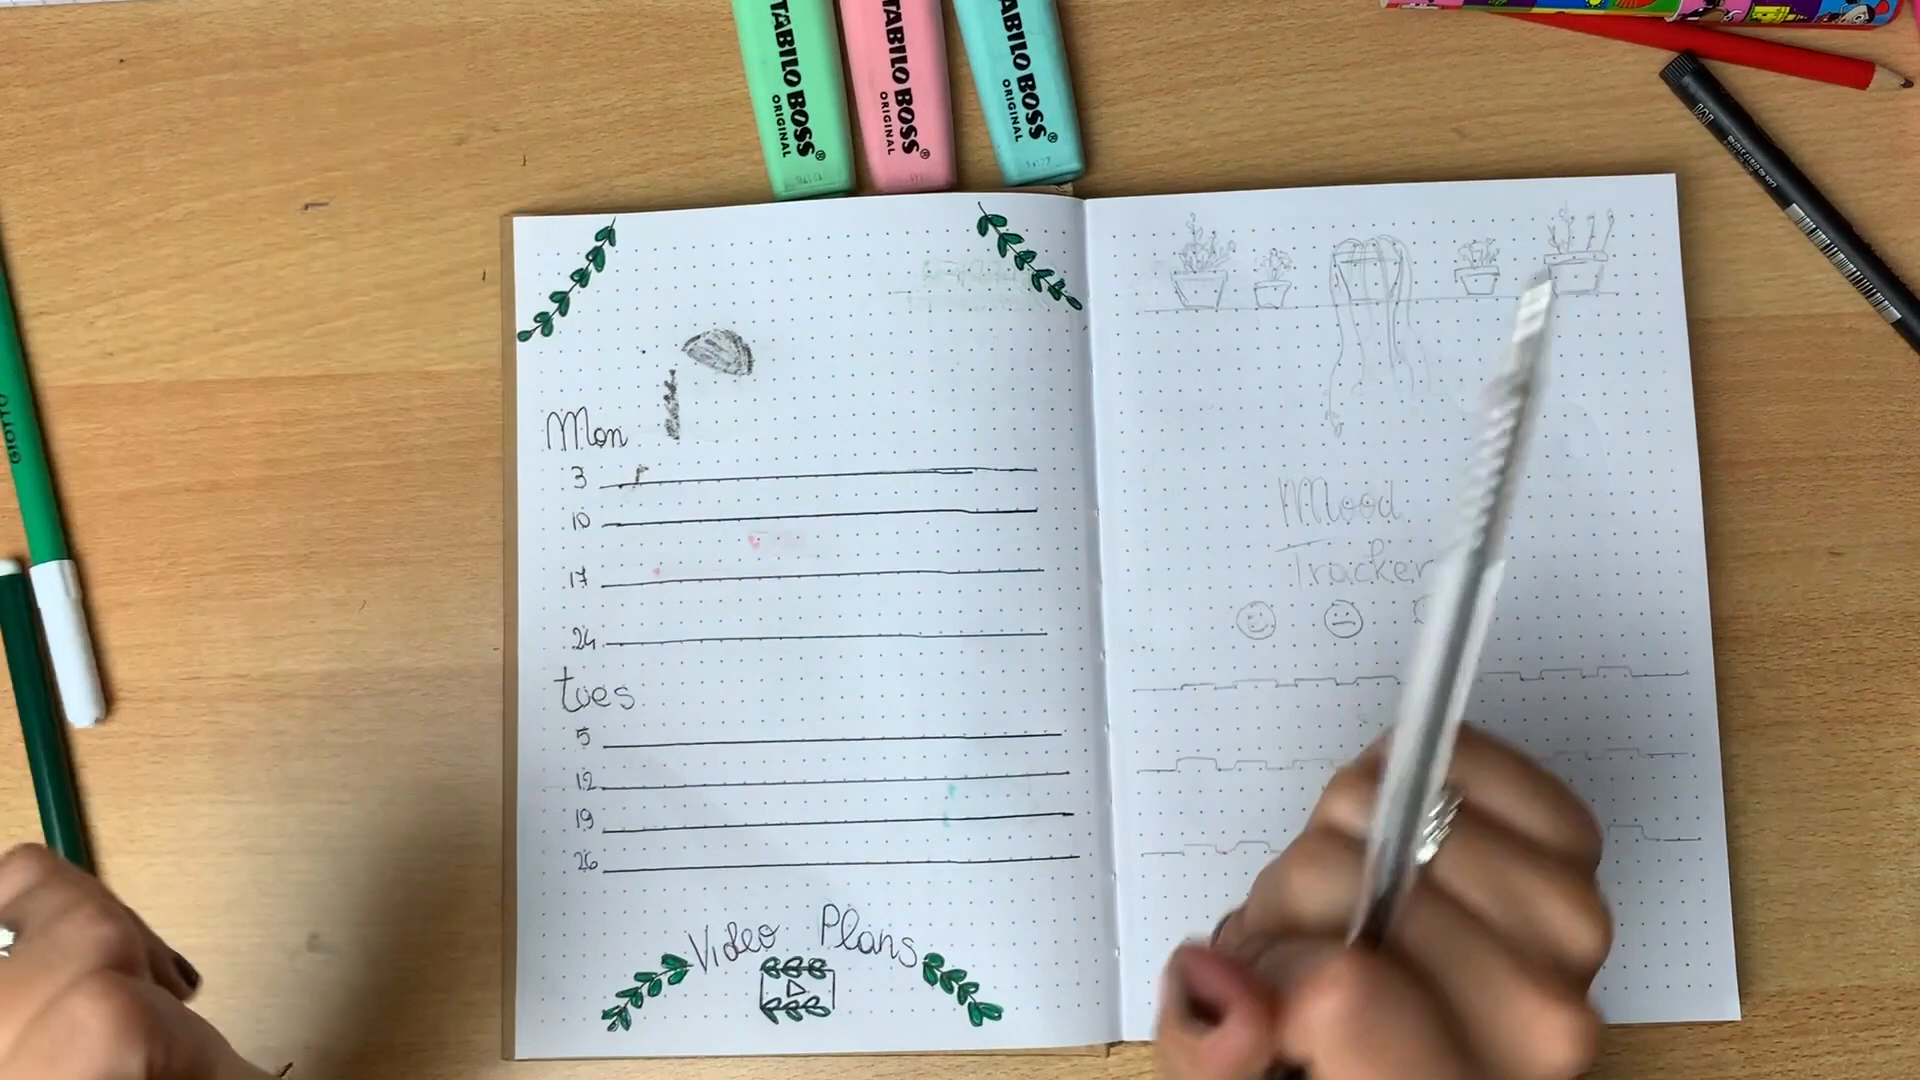 STABILO BOSS®
ORIGINAL
STABILO BOSS®
ORIGINAL
STABILO BOSS®
ORIGINAL
GIOTTO
Mon
3
10
17
24
tues
5
12
19
26
Video Plans
Mood
Tracker